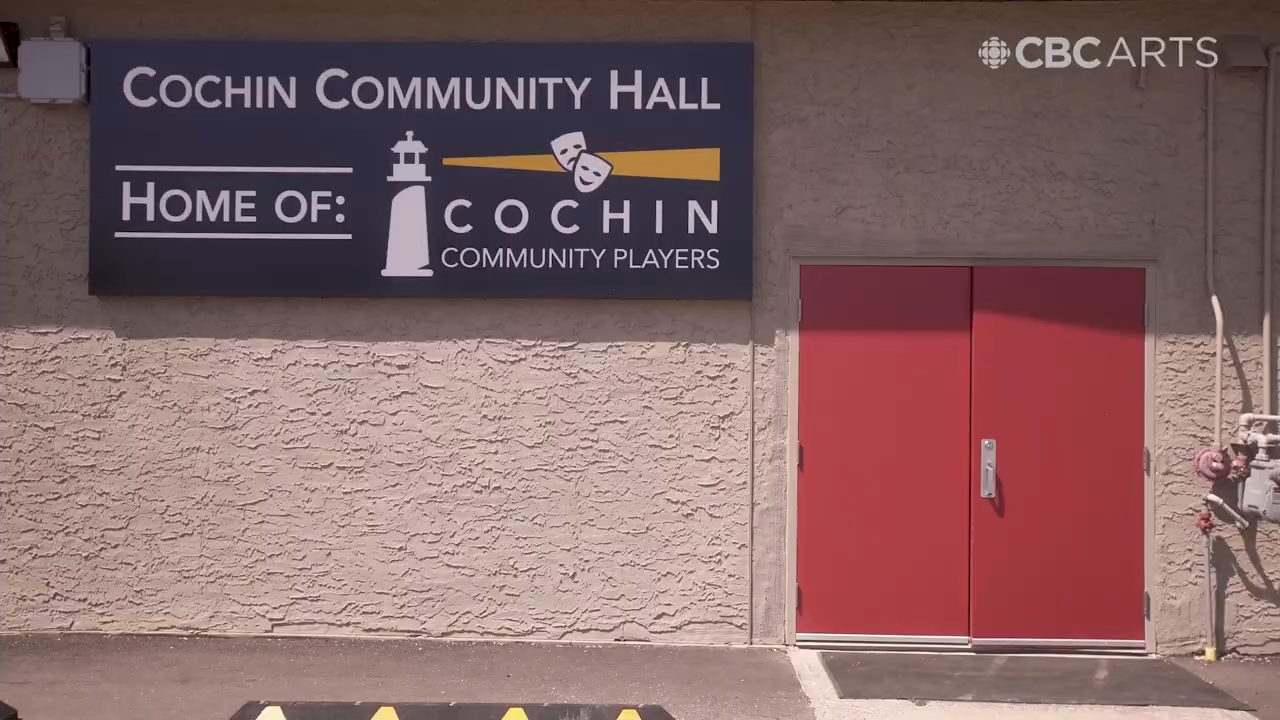 CBC ARTS
COCHIN COMMUNITY HALL
HOME OF:
COCHIN
COMMUNITY PLAYERS